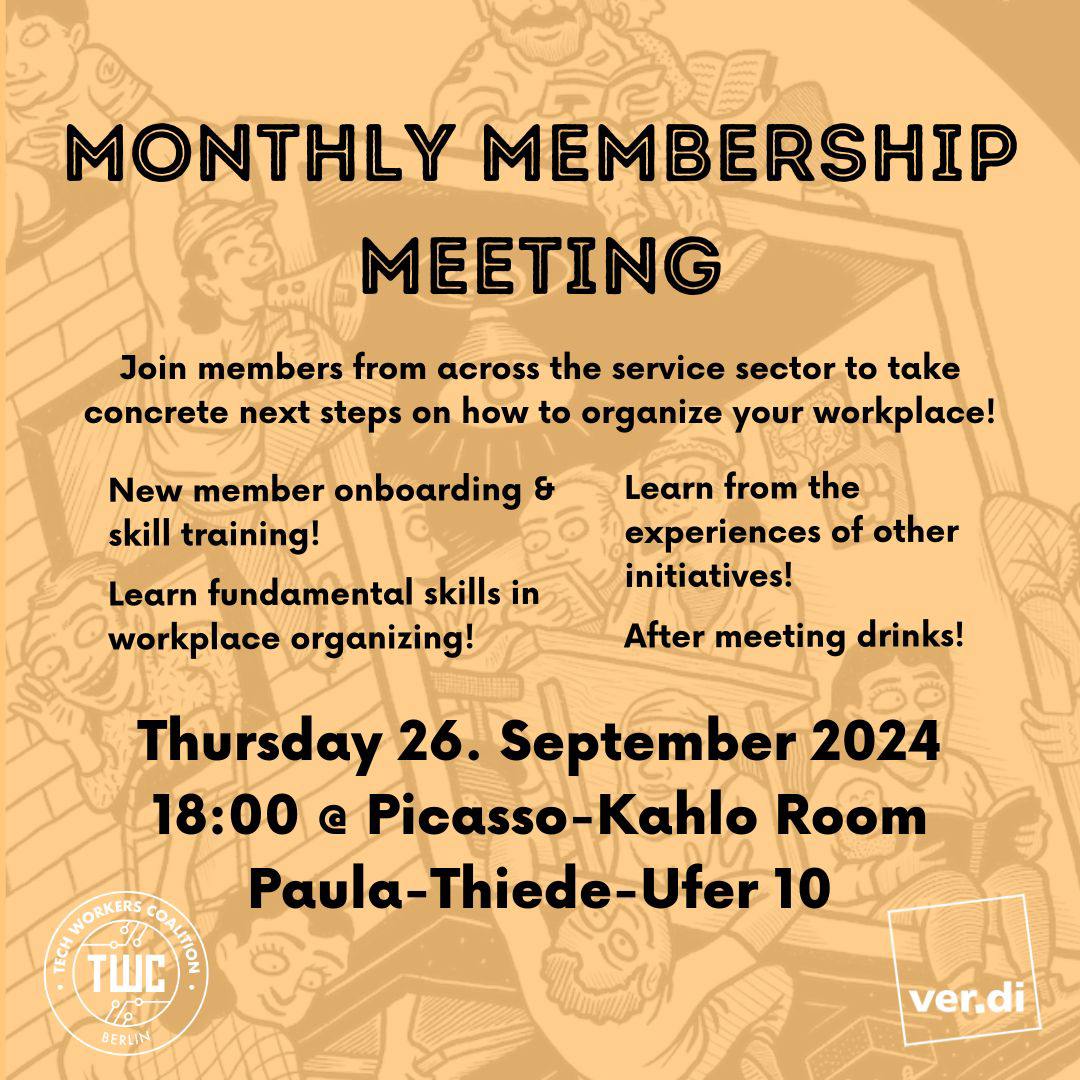 MONTHLY MEMBERSHIP
MEETING
Join members from across the service sector to take
concrete next steps on how to organize your workplace!
New member onboarding &
skill training!
Learn fundamental skills in
workplace organizing!
Learn from the
experiences of other
initiatives!
After meeting drinks!
Thursday 26. September 2024
18:00 @ Picasso-Kahlo Room
Paula-Thiede-Ufer 10
TECH WORKERS COALITION
TWC
BERLIN
ver.di